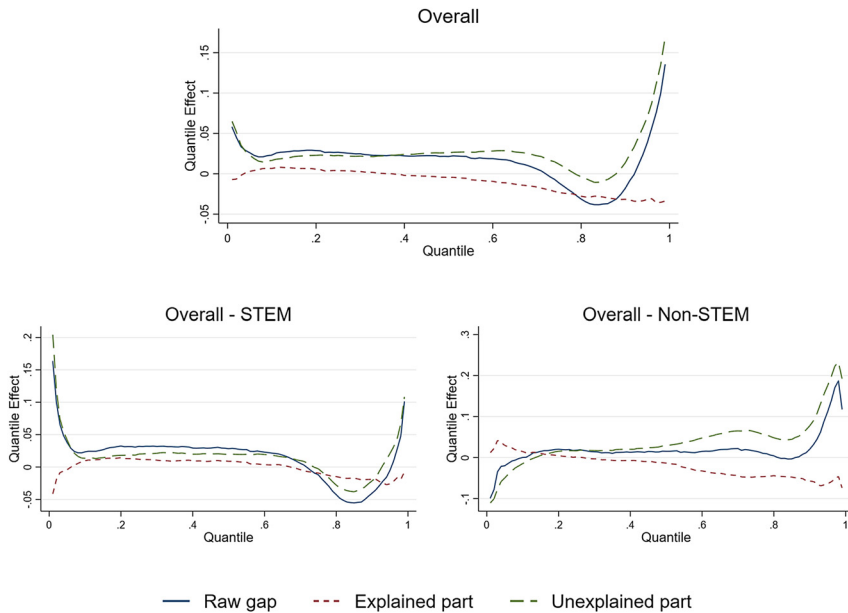 Overall
Quantile Effect
.15
.1
.05
0
-.05
0 .2 .4 .6 .8 1
Quantile
Overall - STEM
Quantile Effect
.2
.15
.1
.05
0
-.05
0 .2 .4 .6 .8 1
Quantile
Overall - Non-STEM
Quantile Effect
.3
.2
.1
0
-.1
0 .2 .4 .6 .8 1
Quantile
Raw gap Explained part Unexplained part